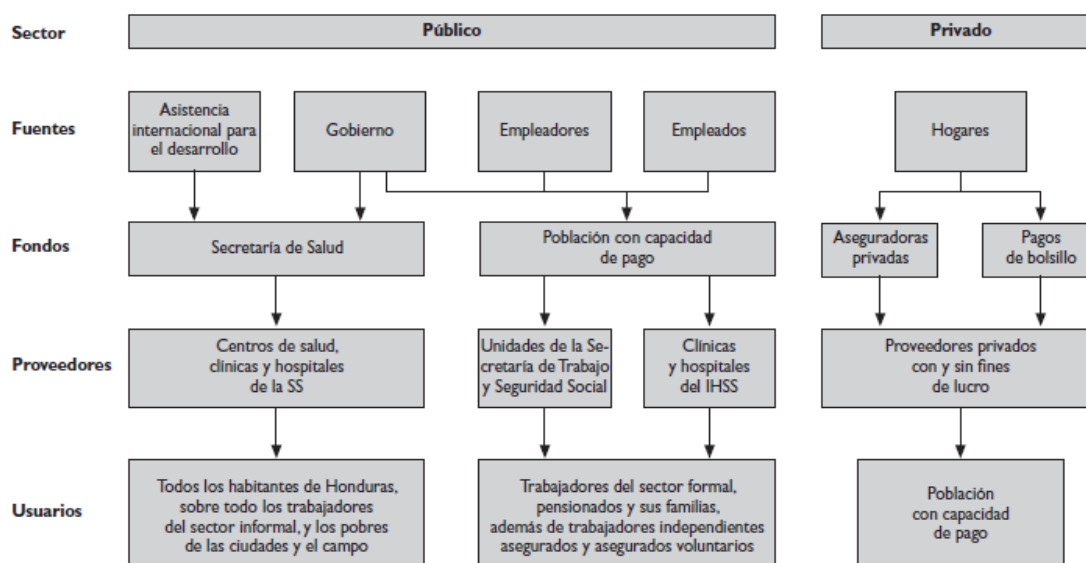 Sector
Público
Privado
Fuentes
Asistencia
internacional para
el desarrollo
Gobierno
Empleadores
Empleados
Hogares
Fondos
Secretaría de Salud
Población con capacidad
de pago
Aseguradoras
privadas
Pagos
de bolsillo
Proveedores
Centros de salud,
clínicas y hospitales
de la SS
Unidades de la Se-
cretaría de Trabajo
y Seguridad Social
Clínicas
y hospitales
del IHSS
Proveedores privados
con y sin fines
de lucro
Usuarios
Todos los habitantes de Honduras,
sobre todo los trabajadores
del sector informal, y los pobres
de las ciudades y el campo
Trabajadores del sector formal,
pensionados y sus familias,
además de trabajadores independientes
asegurados y asegurados voluntarios
Población
con capacidad
de pago